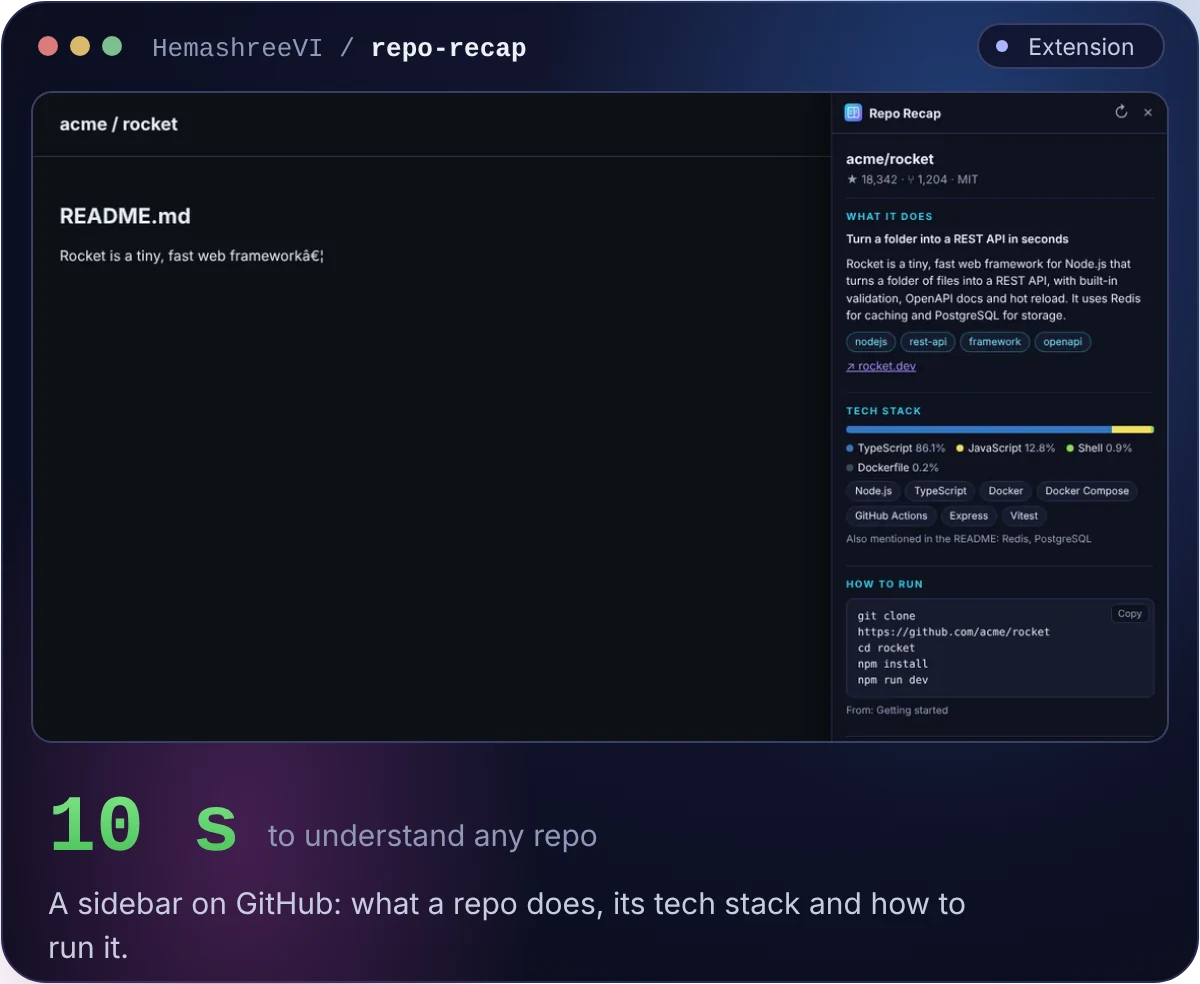 HemashreeVI / repo-recap
Extension
acme / rocket
README.md
Rocket is a tiny, fast web frameworkâ€¦
Repo Recap
acme/rocket
★ 18,342 · ⑂ 1,204 · MIT
WHAT IT DOES
Turn a folder into a REST API in seconds
Rocket is a tiny, fast web framework for Node.js that
turns a folder of files into a REST API, with built-in
validation, OpenAPI docs and hot reload. It uses Redis
for caching and PostgreSQL for storage.
nodejs rest-api framework openapi
↗ rocket.dev
TECH STACK
TypeScript 86.1% JavaScript 12.8% Shell 0.9%
Dockerfile 0.2%
Node.js TypeScript Docker Docker Compose
GitHub Actions Express Vitest
Also mentioned in the README: Redis, PostgreSQL
HOW TO RUN
Copy
git clone
https://github.com/acme/rocket
cd rocket
npm install
npm run dev
From: Getting started
10 s to understand any repo
A sidebar on GitHub: what a repo does, its tech stack and how to
run it.